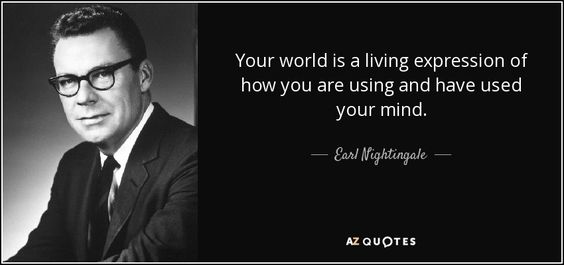 Your world is a living expression of
how you are using and have used
your mind.
— Earl Nightingale —
AZ QUOTES